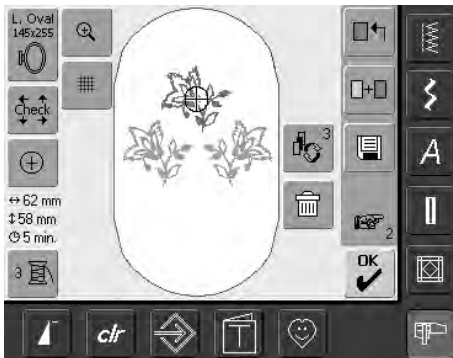 L. Oval
145x255
Check
62 mm
58 mm
5 min.
3
3
2
OK
A
clr
T